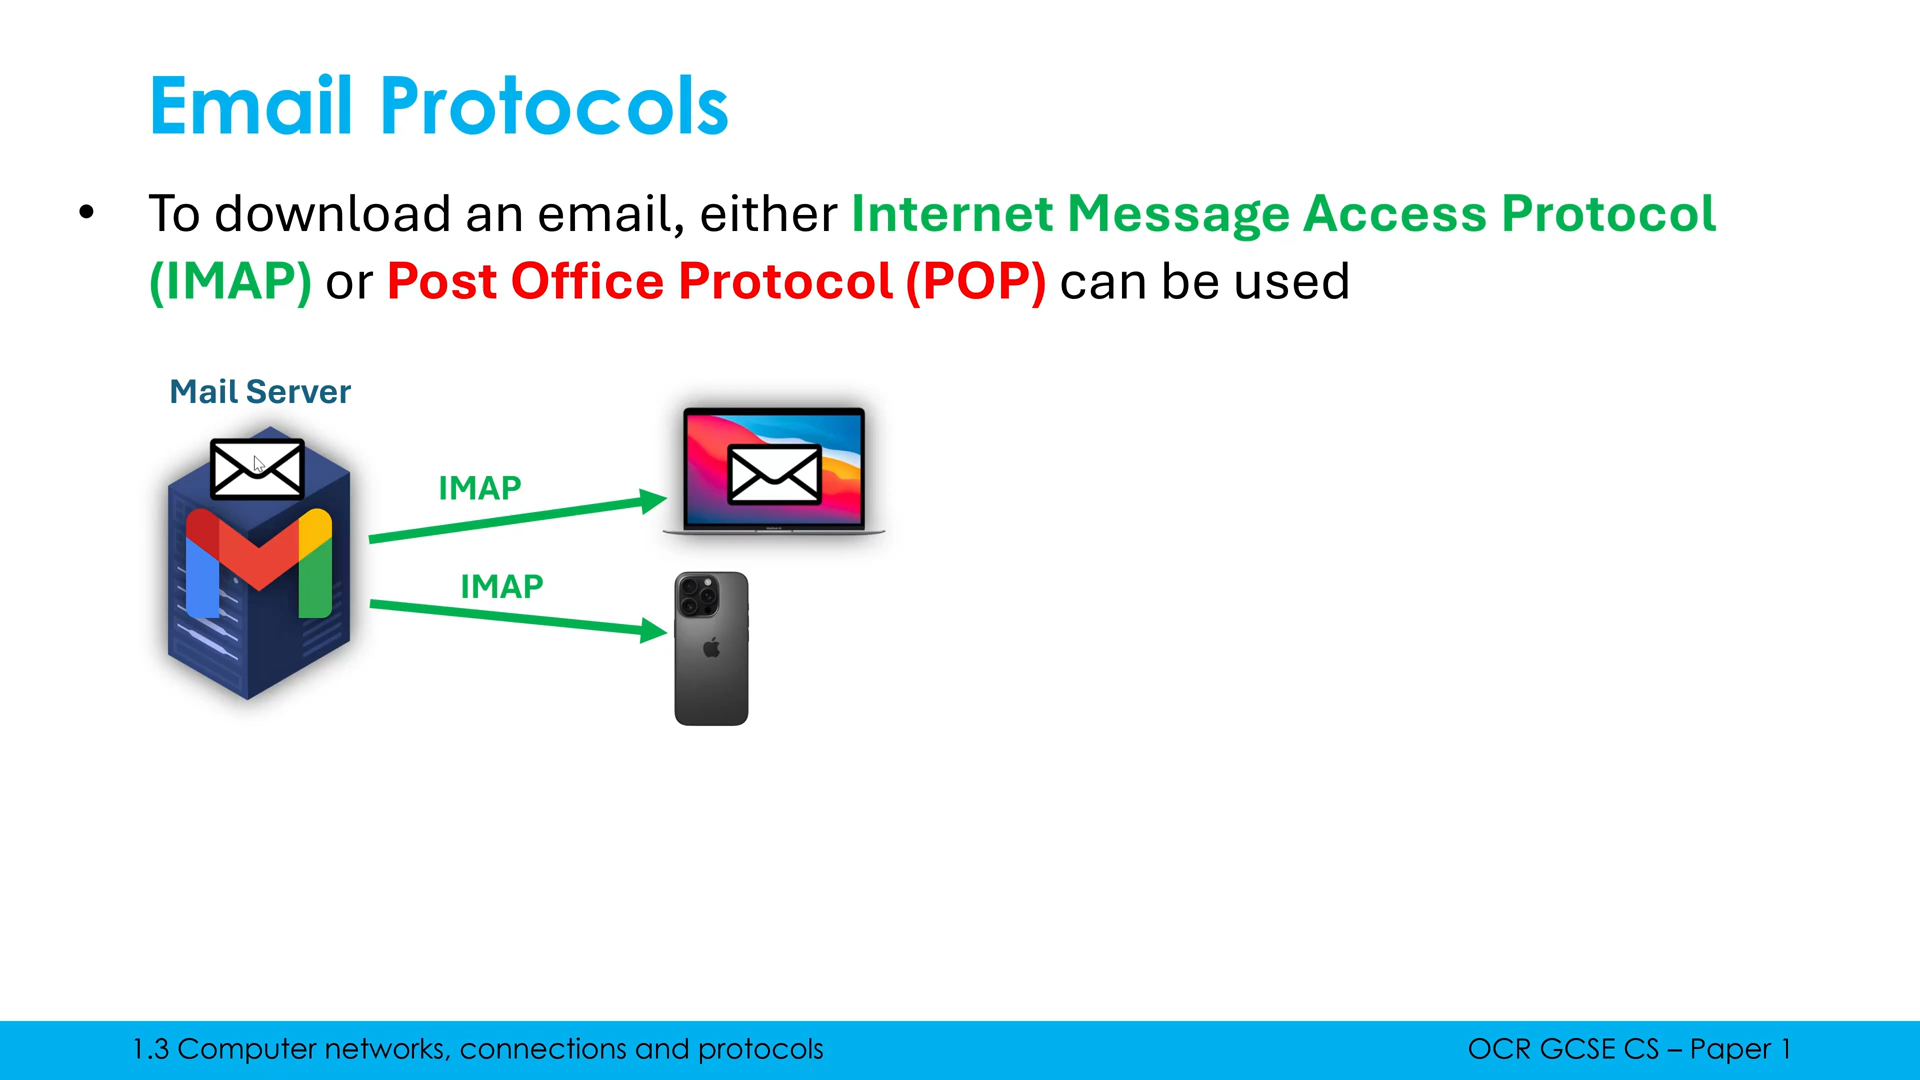 Email Protocols
• To download an email, either Internet Message Access Protocol
(IMAP) or Post Office Protocol (POP) can be used
Mail Server
IMAP
IMAP
1.3 Computer networks, connections and protocols
OCR GCSE CS – Paper 1